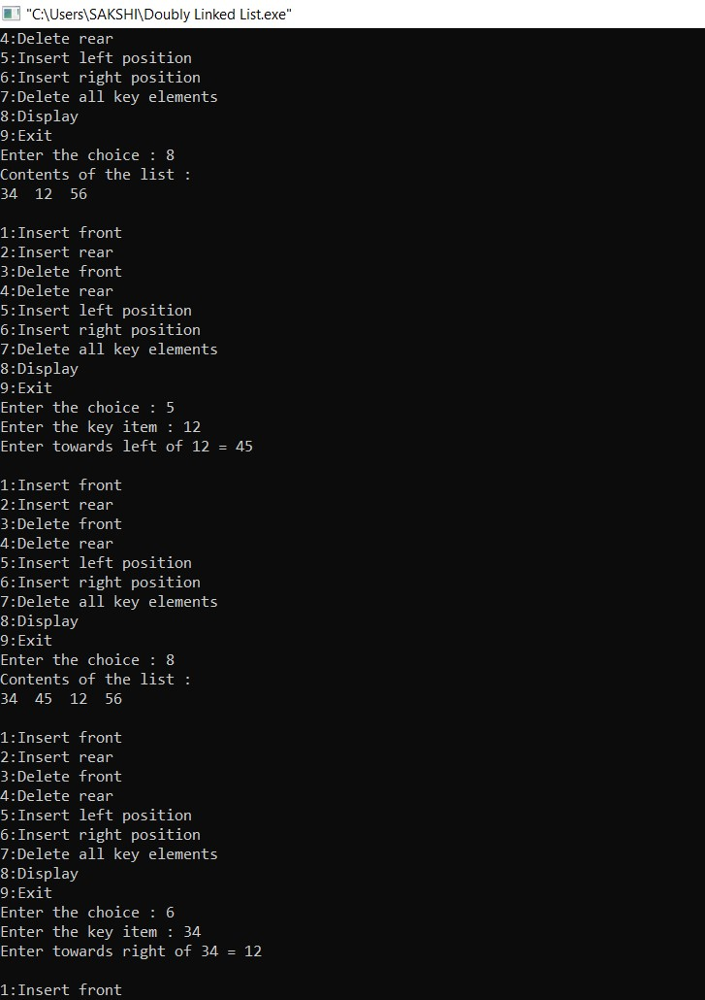 "C:\Users\SAKSHI\Doubly Linked List.exe"
4:Delete rear
5:Insert left position
6:Insert right position
7:Delete all key elements
8:Display
9:Exit
Enter the choice : 8
Contents of the list :
34  12  56
1:Insert front
2:Insert rear
3:Delete front
4:Delete rear
5:Insert left position
6:Insert right position
7:Delete all key elements
8:Display
9:Exit
Enter the choice : 5
Enter the key item : 12
Enter towards left of 12 = 45
1:Insert front
2:Insert rear
3:Delete front
4:Delete rear
5:Insert left position
6:Insert right position
7:Delete all key elements
8:Display
9:Exit
Enter the choice : 8
Contents of the list :
34  45  12  56
1:Insert front
2:Insert rear
3:Delete front
4:Delete rear
5:Insert left position
6:Insert right position
7:Delete all key elements
8:Display
9:Exit
Enter the choice : 6
Enter the key item : 34
Enter towards right of 34 = 12
1:Insert front